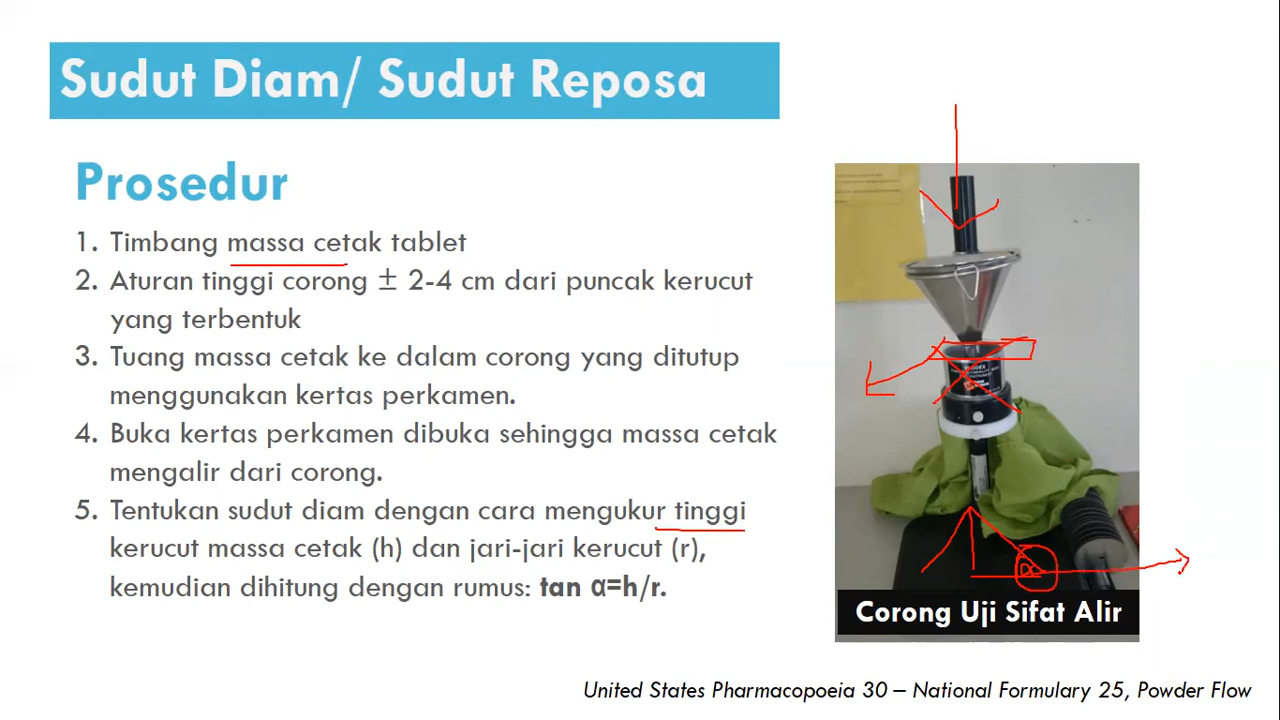 Sudut Diam/ Sudut Reposa
Prosedur
1. Timbang massa cetak tablet
2. Aturan tinggi corong ± 2-4 cm dari puncak kerucut
yang terbentuk
3. Tuang massa cetak ke dalam corong yang ditutup
menggunakan kertas perkamen.
4. Buka kertas perkamen dibuka sehingga massa cetak
mengalir dari corong.
5. Tentukan sudut diam dengan cara mengukur tinggi
kerucut massa cetak (h) dan jari-jari kerucut (r),
kemudian dihitung dengan rumus: tan α=h/r.
α
Corong Uji Sifat Alir
United States Pharmacopoeia 30 – National Formulary 25, Powder Flow